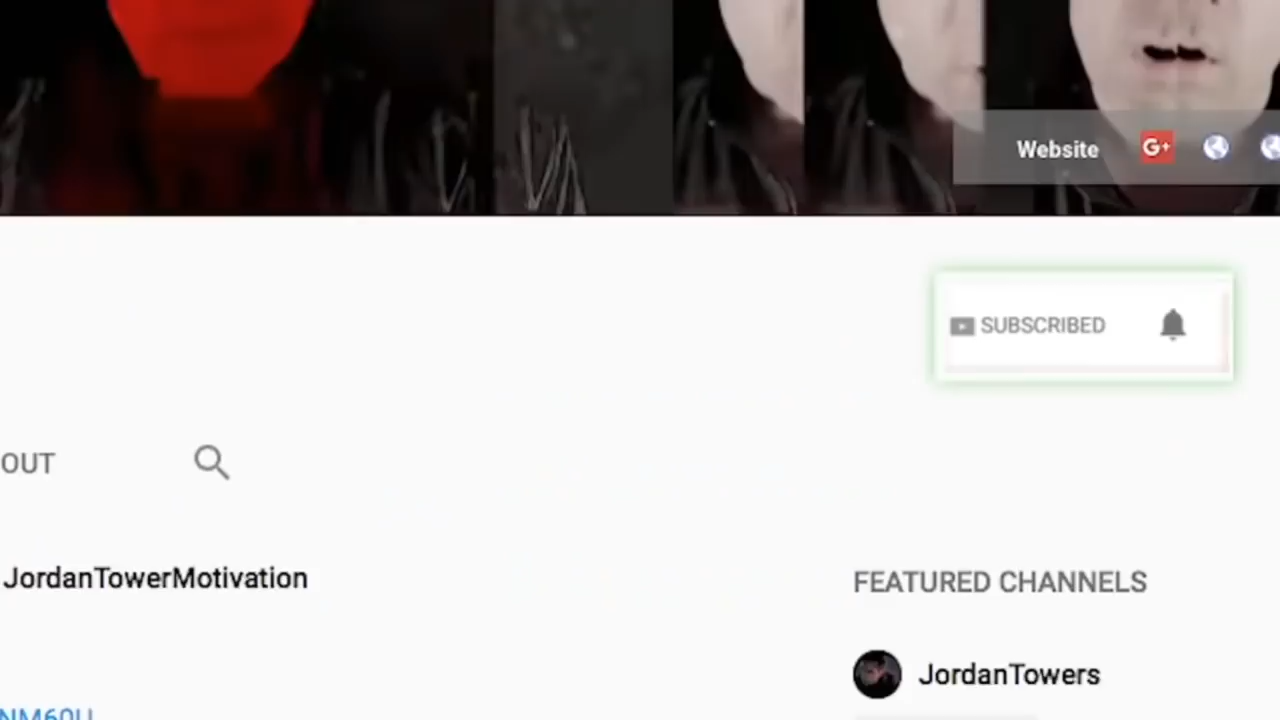 Website G+
SUBSCRIBED
OUT
JordanTowerMotivation
FEATURED CHANNELS
JordanTowers